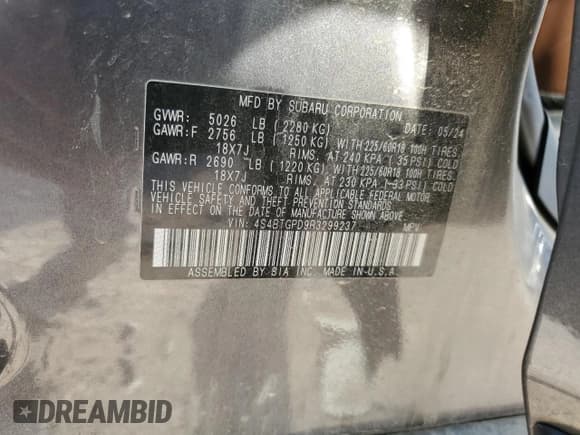 MFD BY SUBARU CORPORATION
GVWR: 5026 LB (2280 KG) DATE: 05/24
GAWR:F 2756 LB (1250 KG) WITH 225/60R18 100H TIRES,
18X7J RIMS, AT 240 KPA (35 PSI) COLD
GAWR:R 2690 LB (1220 KG) WITH 225/60R18 100H TIRES,
18X7J RIMS, AT 230 KPA (33 PSI) COLD
THIS VEHICLE CONFORMS TO ALL APPLICABLE FEDERAL MOTOR
VEHICLE SAFETY, BUMPER, AND THEFT PREVENTION STANDARDS
IN EFFECT ON THE DATE OF MANUFACTURE SHOWN ABOVE.
VIN: 4S4BTGPD9R3299237 MPV
ASSEMBLED BY SIA INC. MADE IN U.S.A.
DREAMBID